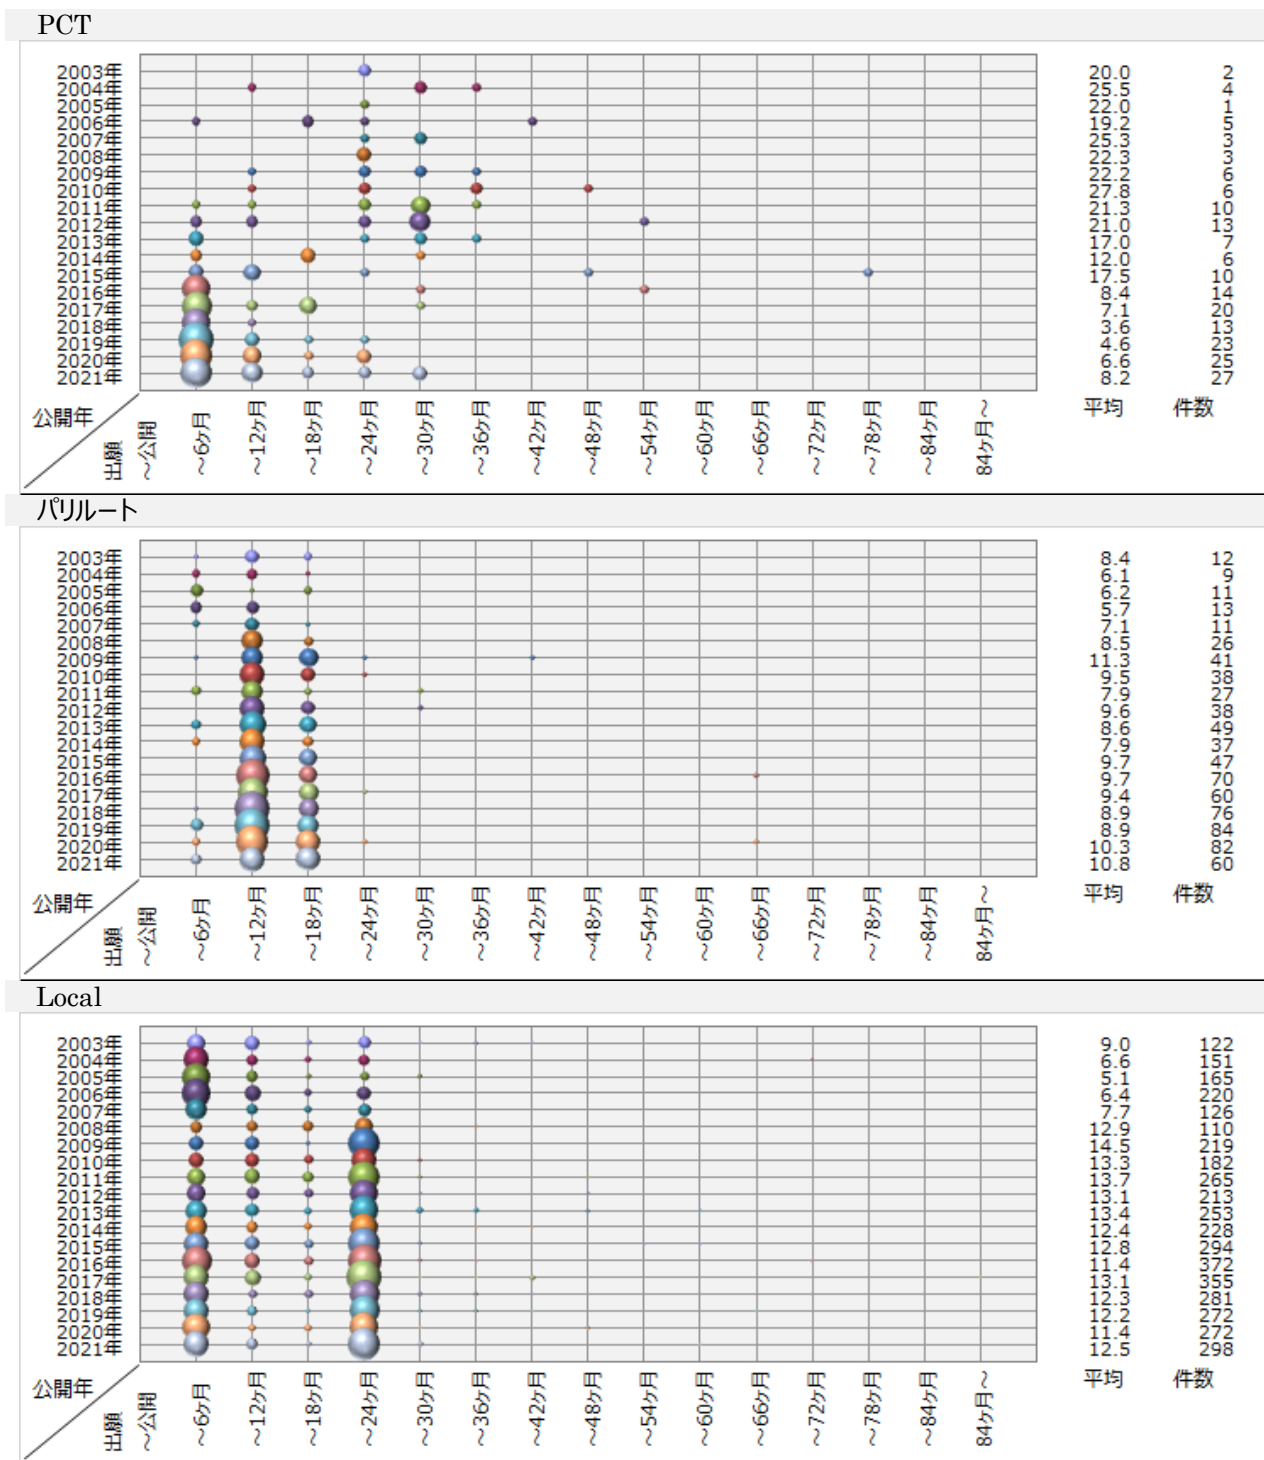 PCT
2003年 20.0 2
2004年 25.5 4
2005年 22.0 1
2006年 19.2 5
2007年 25.3 3
2008年 22.3 3
2009年 22.2 6
2010年 27.8 6
2011年 21.3 10
2012年 21.0 13
2013年 17.0 7
2014年 12.0 6
2015年 17.5 10
2016年 8.4 14
2017年 7.1 20
2018年 3.6 13
2019年 4.6 23
2020年 6.6 25
2021年 8.2 27
公開年 出願～公開 ～6ヶ月 ～12ヶ月 ～18ヶ月 ～24ヶ月 ～30ヶ月 ～36ヶ月 ～42ヶ月 ～48ヶ月 ～54ヶ月 ～60ヶ月 ～66ヶ月 ～72ヶ月 ～78ヶ月 ～84ヶ月 84ヶ月～ 平均 件数
パリルート
2003年 8.4 12
2004年 6.1 9
2005年 6.2 11
2006年 5.7 13
2007年 7.1 11
2008年 8.5 26
2009年 11.3 41
2010年 9.5 38
2011年 7.9 27
2012年 9.6 38
2013年 8.6 49
2014年 7.9 37
2015年 9.7 47
2016年 9.7 70
2017年 9.4 60
2018年 8.9 76
2019年 8.9 84
2020年 10.3 82
2021年 10.8 60
公開年 出願～公開 ～6ヶ月 ～12ヶ月 ～18ヶ月 ～24ヶ月 ～30ヶ月 ～36ヶ月 ～42ヶ月 ～48ヶ月 ～54ヶ月 ～60ヶ月 ～66ヶ月 ～72ヶ月 ～78ヶ月 ～84ヶ月 84ヶ月～ 平均 件数
Local
2003年 9.0 122
2004年 6.6 151
2005年 5.1 165
2006年 6.4 220
2007年 7.7 126
2008年 12.9 110
2009年 14.5 219
2010年 13.3 182
2011年 13.7 265
2012年 13.1 213
2013年 13.4 253
2014年 12.4 228
2015年 12.8 294
2016年 11.4 372
2017年 13.1 355
2018年 12.3 281
2019年 12.2 272
2020年 11.4 272
2021年 12.5 298
公開年 出願～公開 ～6ヶ月 ～12ヶ月 ～18ヶ月 ～24ヶ月 ～30ヶ月 ～36ヶ月 ～42ヶ月 ～48ヶ月 ～54ヶ月 ～60ヶ月 ～66ヶ月 ～72ヶ月 ～78ヶ月 ～84ヶ月 84ヶ月～ 平均 件数